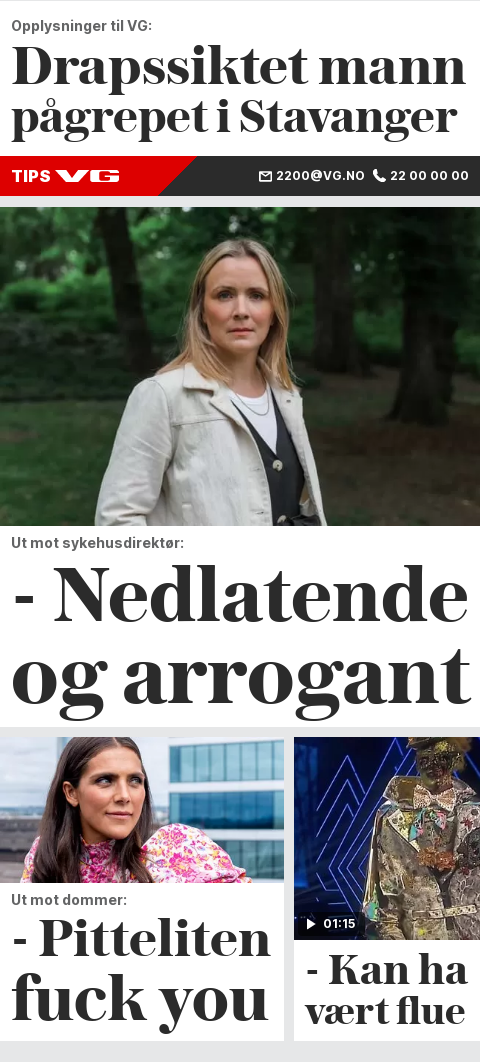 Opplysninger til VG:
Drapssiktet mann
pågrepet i Stavanger
TIPS VG 2200@VG.NO 22 00 00 00
Ut mot sykehusdirektør:
- Nedlatende
og arrogant
Ut mot dommer:
- Pitteliten
fuck you
01:15
- Kan ha
vært flue